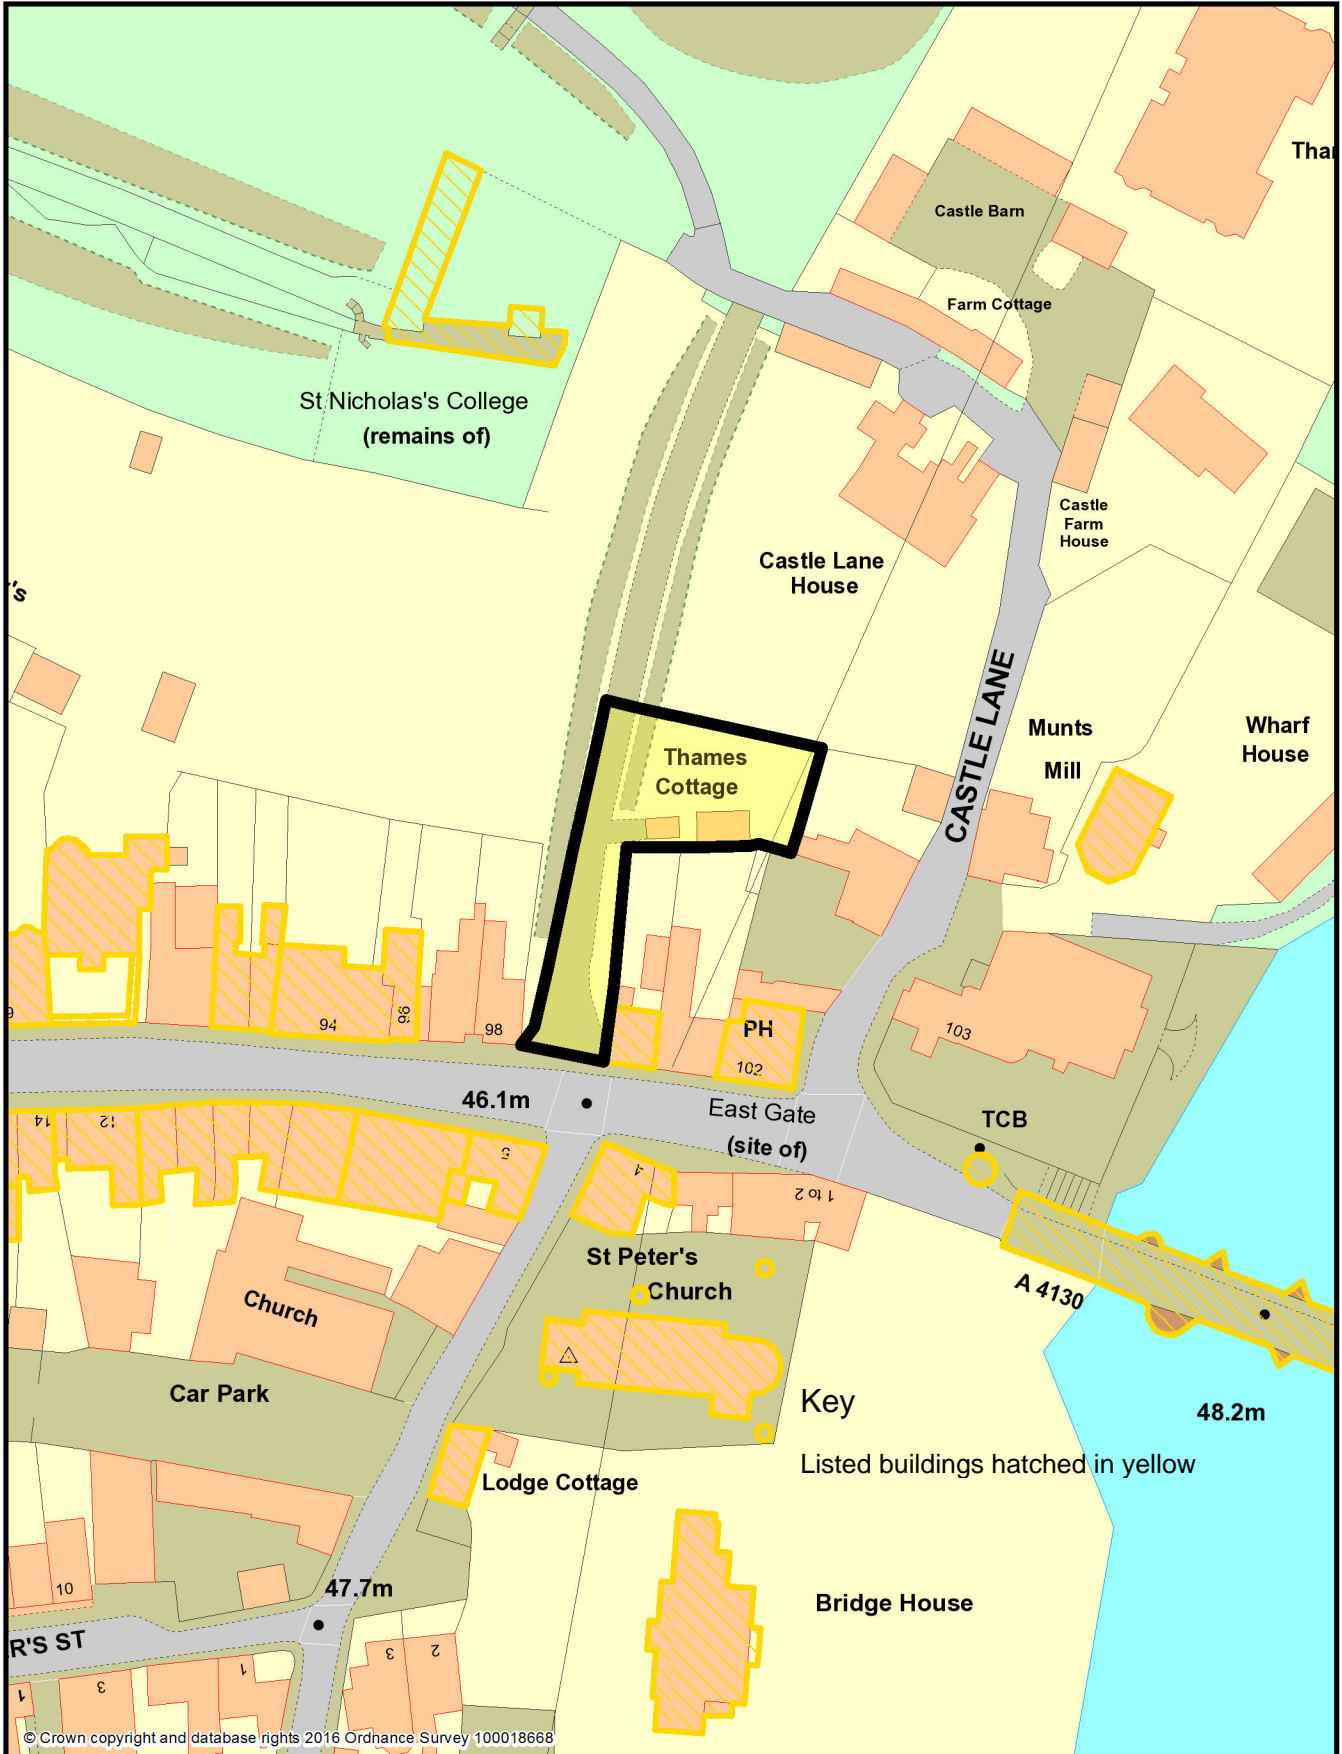 Tha
Castle Barn
Farm Cottage
St Nicholas's College
(remains of)
Castle
Farm
House
Castle Lane
House
's
CASTLE LANE
Munts
Mill
Wharf
House
Thames
Cottage
94
96
98
PH
102
103
46.1m
East Gate
(site of)
TCB
14
12
5
4
1 to 2
St Peter's
Church
A 4130
Church
Car Park
Key
48.2m
Listed buildings hatched in yellow
Lodge Cottage
10
47.7m
Bridge House
R'S ST
1
3
1
3
2
© Crown copyright and database rights 2016 Ordnance Survey 100018668